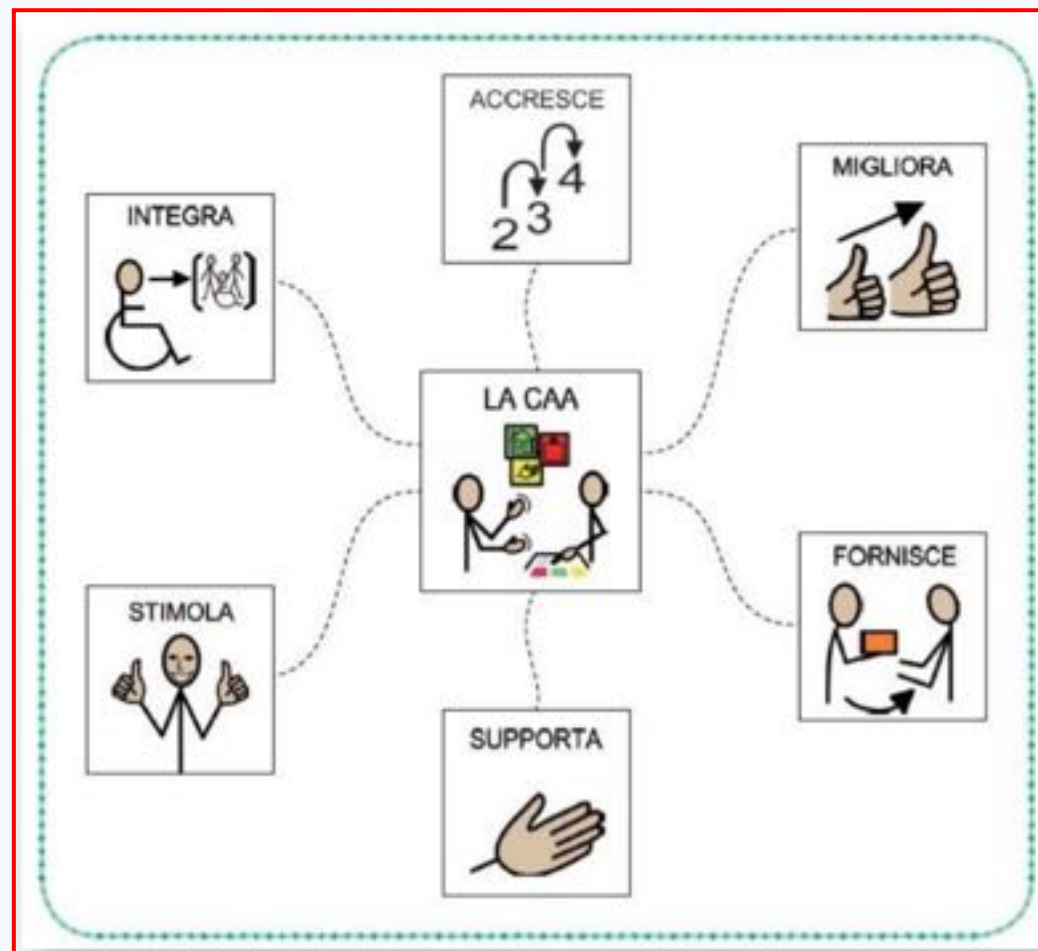 ACCRESCE
2 3 4
MIGLIORA
INTEGRA
LA CAA
FORNISCE
STIMOLA
SUPPORTA